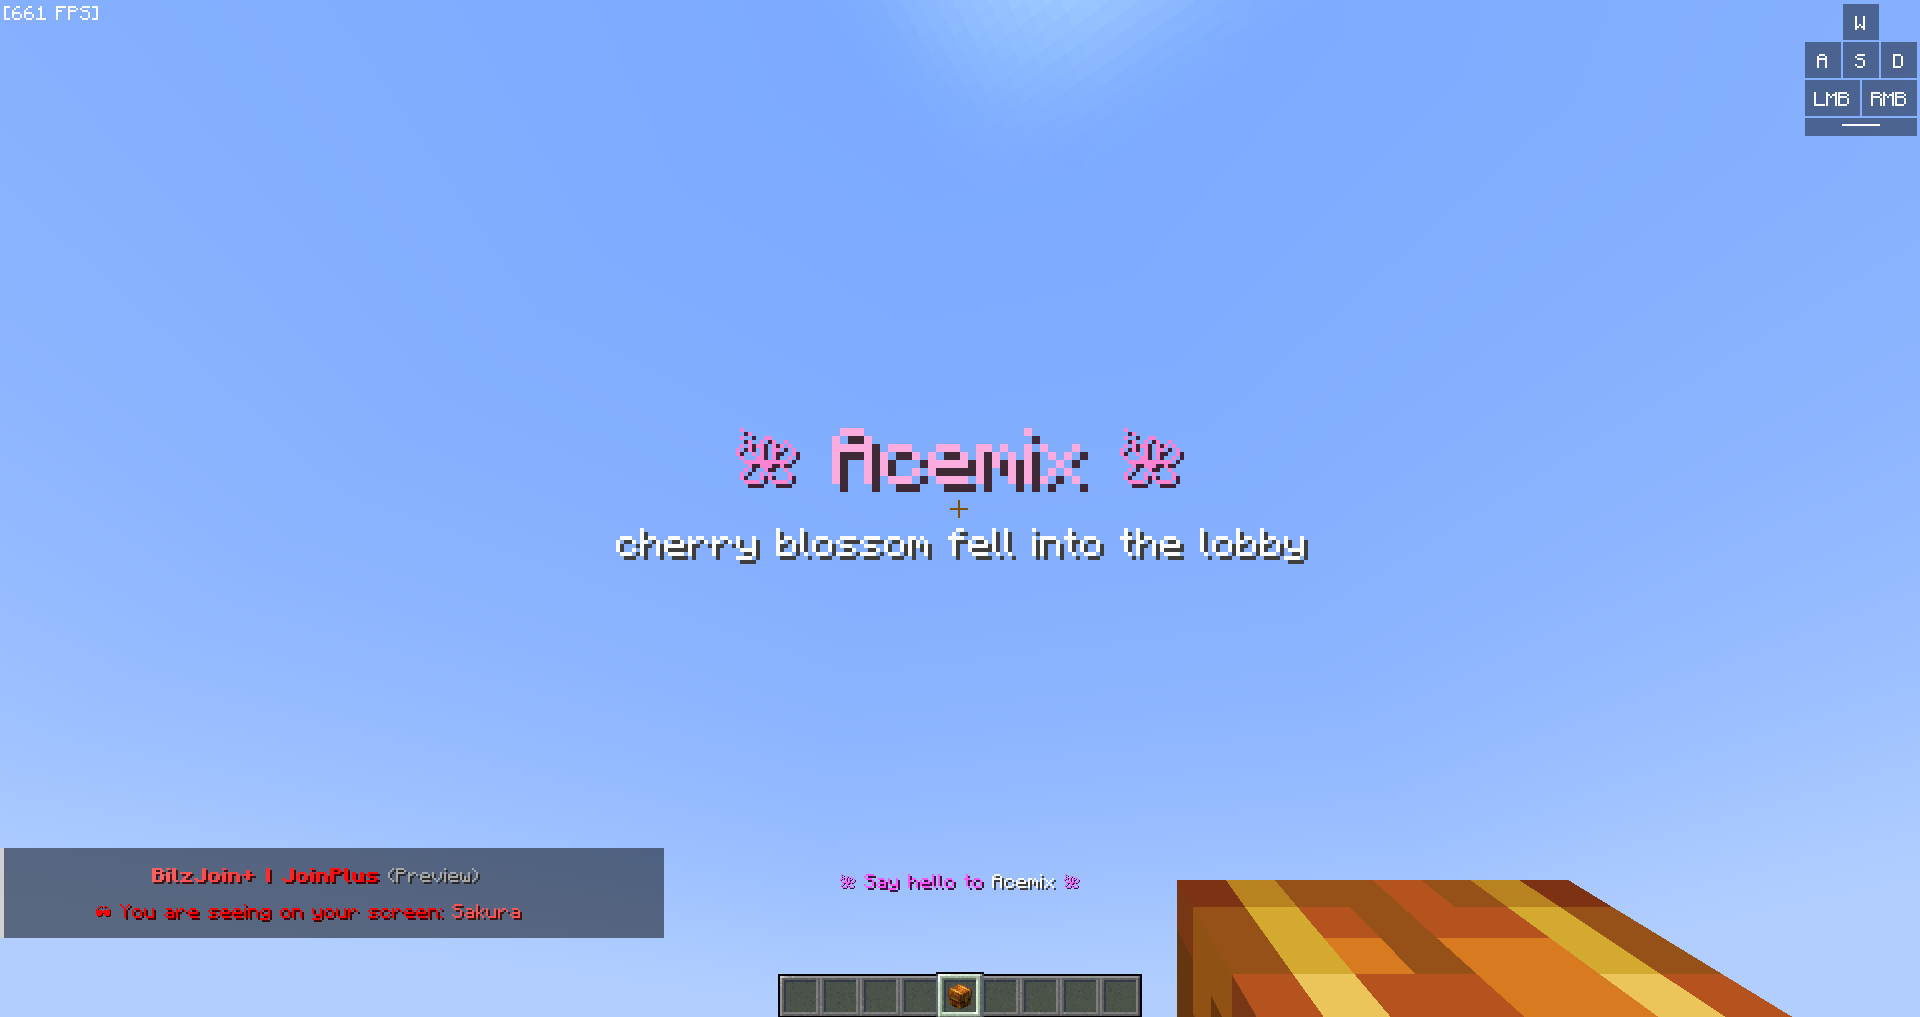 [661 FPS]
W
A S D
LMB RMB
❀ Acemix ❀
cherry blossom fell into the lobby
BilzJoin+ | JoinPlus (Preview)
You are seeing on your screen: Sakura
❀ Say hello to Acemix ❀